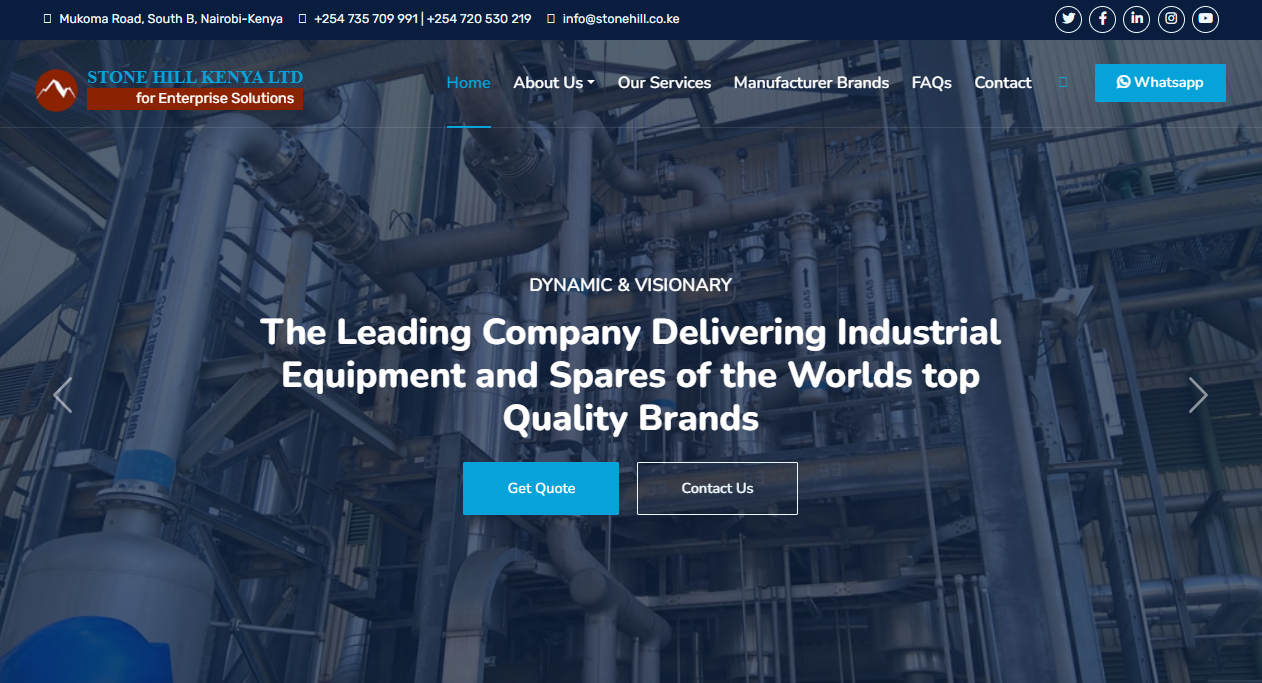 Mukoma Road, South B, Nairobi-Kenya +254 735 709 991 | +254 720 530 219 info@stonehill.co.ke
STONE HILL KENYA LTD
for Enterprise Solutions
Home About Us Our Services Manufacturer Brands FAQs Contact Whatsapp
DYNAMIC & VISIONARY
The Leading Company Delivering Industrial
Equipment and Spares of the Worlds top
Quality Brands
Get Quote Contact Us